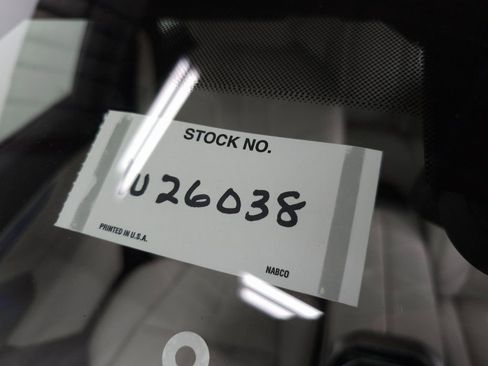 STOCK NO.
U26038
PRINTED IN U.S.A.
NABCO